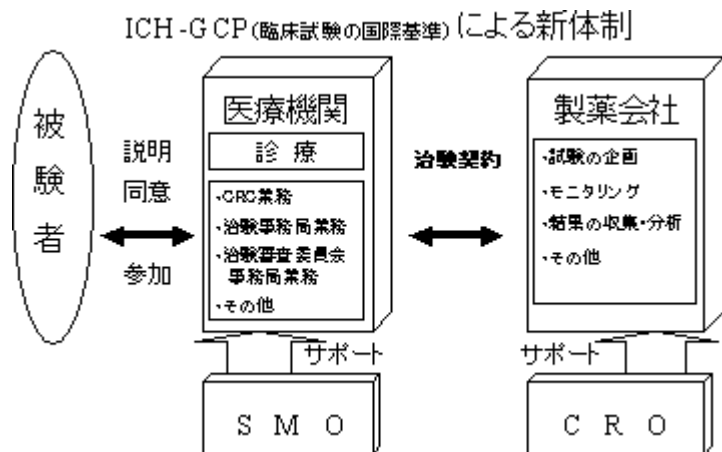 ICH-GCP(臨床試験の国際基準)による新体制
被験者
説明
同意
参加
医療機関
診療
・CRC業務
・治験事務局業務
・治験審査委員会
事務局業務
・その他
治験契約
製薬会社
・試験の企画
・モニタリング
・結果の収集・分析
・その他
サポート
サポート
SMO
CRO